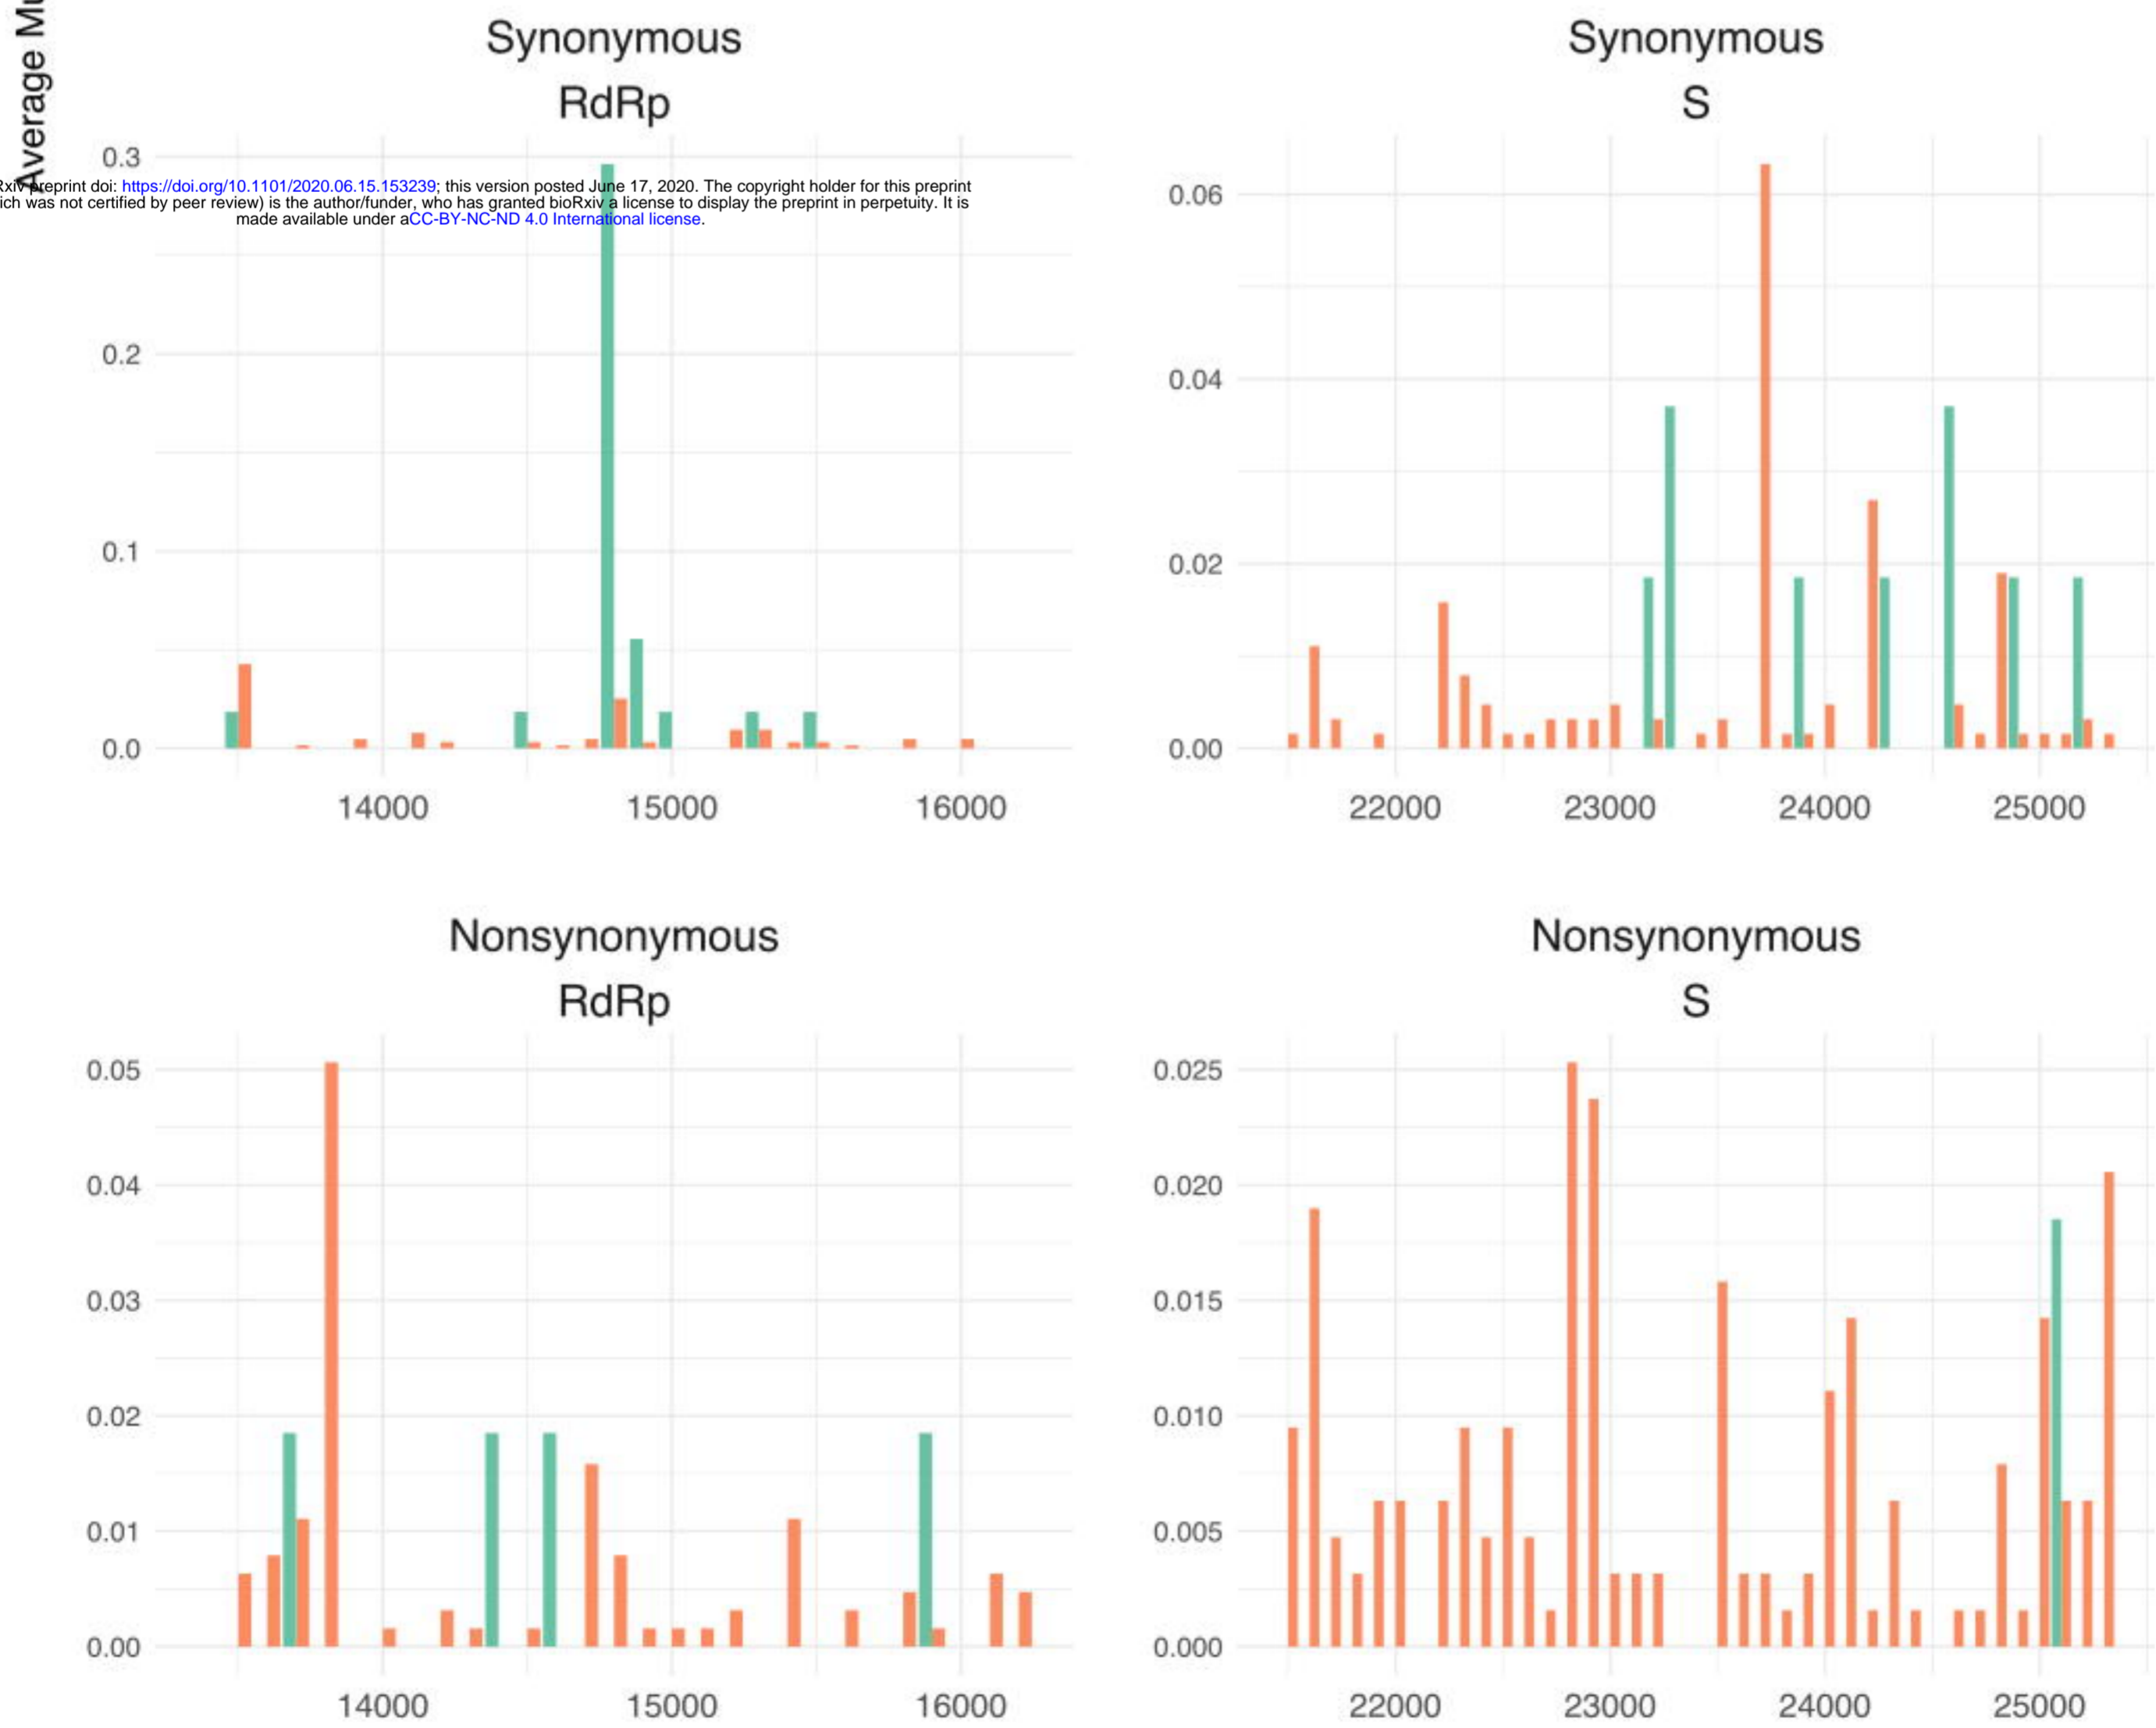 Average
Synonymous
RdRp
0.3
0.2
0.1
0.0
14000 15000 16000
Synonymous
S
0.06
0.04
0.02
0.00
22000 23000 24000 25000
preprint doi: https://doi.org/10.1101/2020.06.15.153239; this version posted June 17, 2020. The copyright holder for this preprint
was not certified by peer review) is the author/funder, who has granted bioRxiv a license to display the preprint in perpetuity. It is
made available under aCC-BY-NC-ND 4.0 International license.
Nonsynonymous
RdRp
0.05
0.04
0.03
0.02
0.01
0.00
14000 15000 16000
Nonsynonymous
S
0.025
0.020
0.015
0.010
0.005
0.000
22000 23000 24000 25000